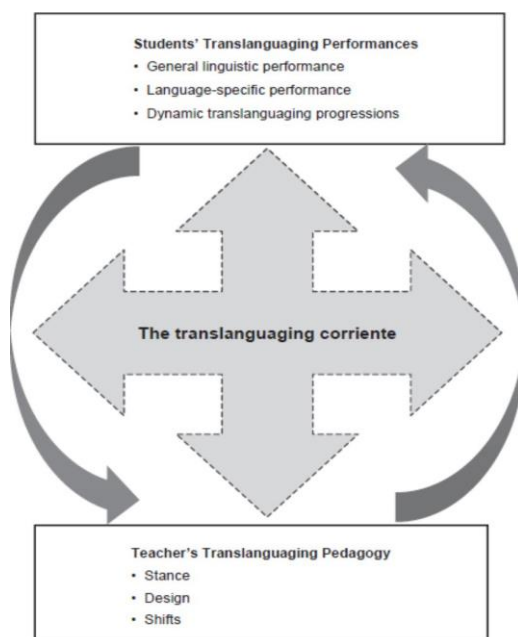 Students' Translanguaging Performances
• General linguistic performance
• Language-specific performance
• Dynamic translanguaging progressions
The translanguaging corriente
Teacher's Translanguaging Pedagogy
• Stance
• Design
• Shifts